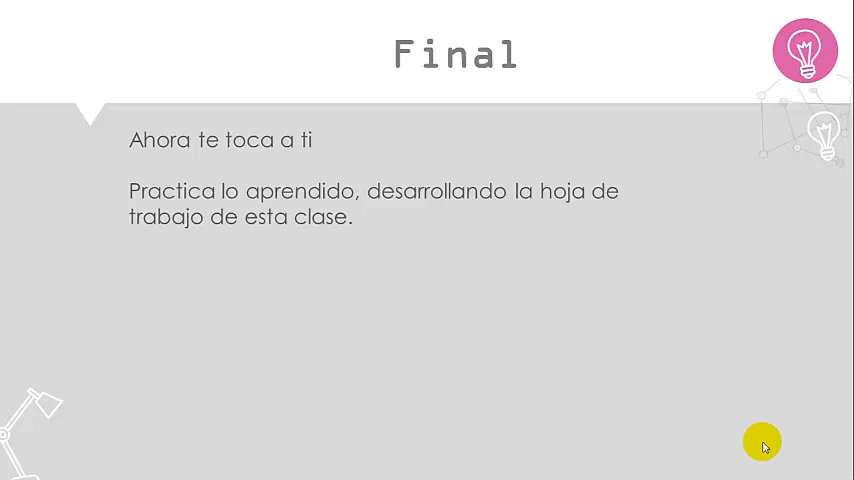 Final
Ahora te toca a ti
Practica lo aprendido, desarrollando la hoja de
trabajo de esta clase.